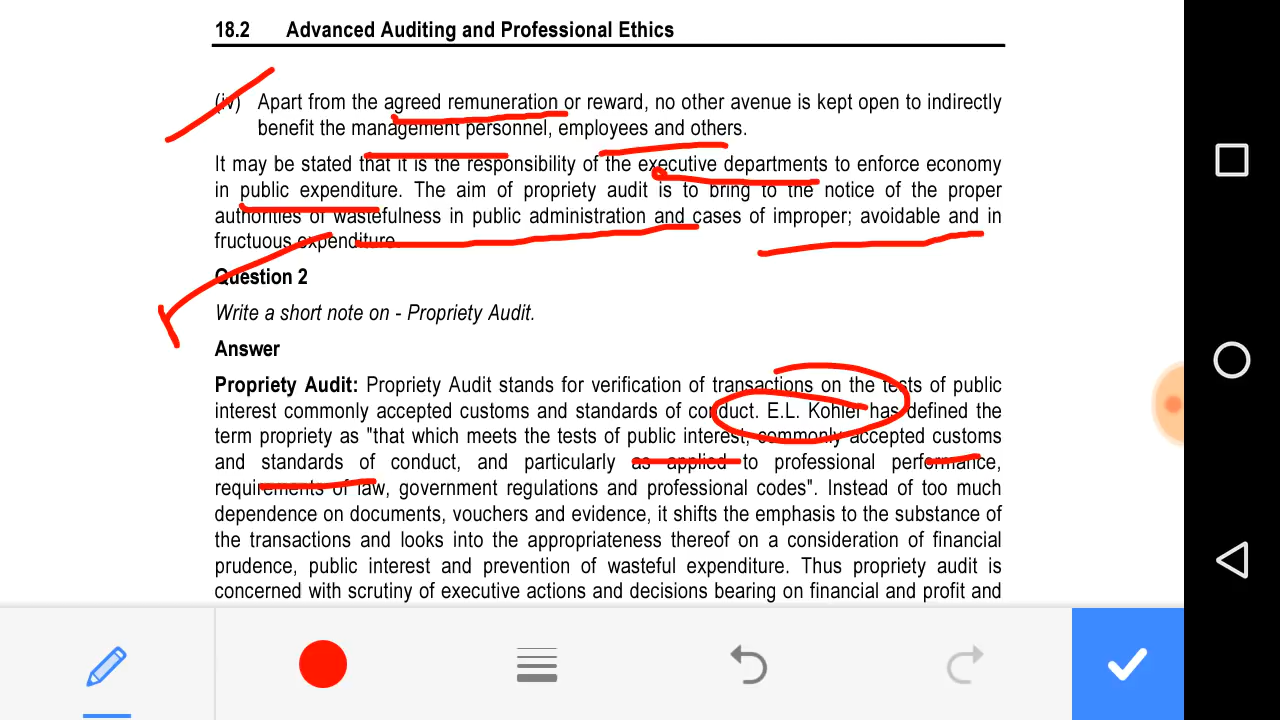 18.2 Advanced Auditing and Professional Ethics
(iv) Apart from the agreed remuneration or reward, no other avenue is kept open to indirectly
benefit the management personnel, employees and others.
It may be stated that it is the responsibility of the executive departments to enforce economy
in public expenditure. The aim of propriety audit is to bring to the notice of the proper
authorities of wastefulness in public administration and cases of improper; avoidable and in
fructuous expenditure.
Question 2
Write a short note on - Propriety Audit.
Answer
Propriety Audit: Propriety Audit stands for verification of transactions on the tests of public
interest commonly accepted customs and standards of conduct. E.L. Kohler has defined the
term propriety as "that which meets the tests of public interest, commonly accepted customs
and standards of conduct, and particularly as applied to professional performance,
requirements of law, government regulations and professional codes". Instead of too much
dependence on documents, vouchers and evidence, it shifts the emphasis to the substance of
the transactions and looks into the appropriateness thereof on a consideration of financial
prudence, public interest and prevention of wasteful expenditure. Thus propriety audit is
concerned with scrutiny of executive actions and decisions bearing on financial and profit and